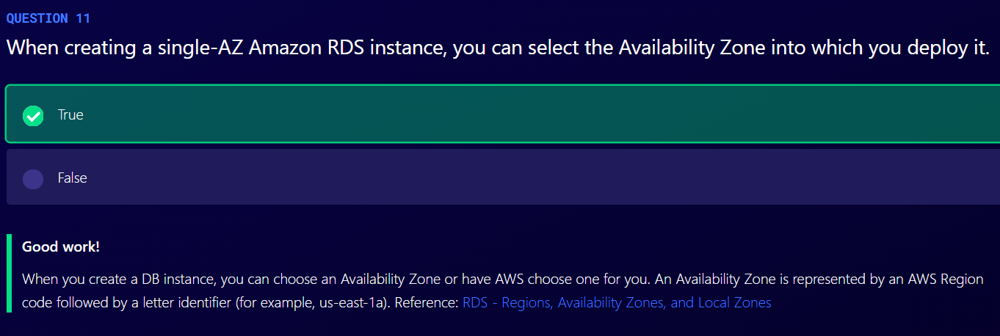 QUESTION 11
When creating a single-AZ Amazon RDS instance, you can select the Availability Zone into which you deploy it.
True
False
Good work!
When you create a DB instance, you can choose an Availability Zone or have AWS choose one for you. An Availability Zone is represented by an AWS Region
code followed by a letter identifier (for example, us-east-1a). Reference: RDS - Regions, Availability Zones, and Local Zones